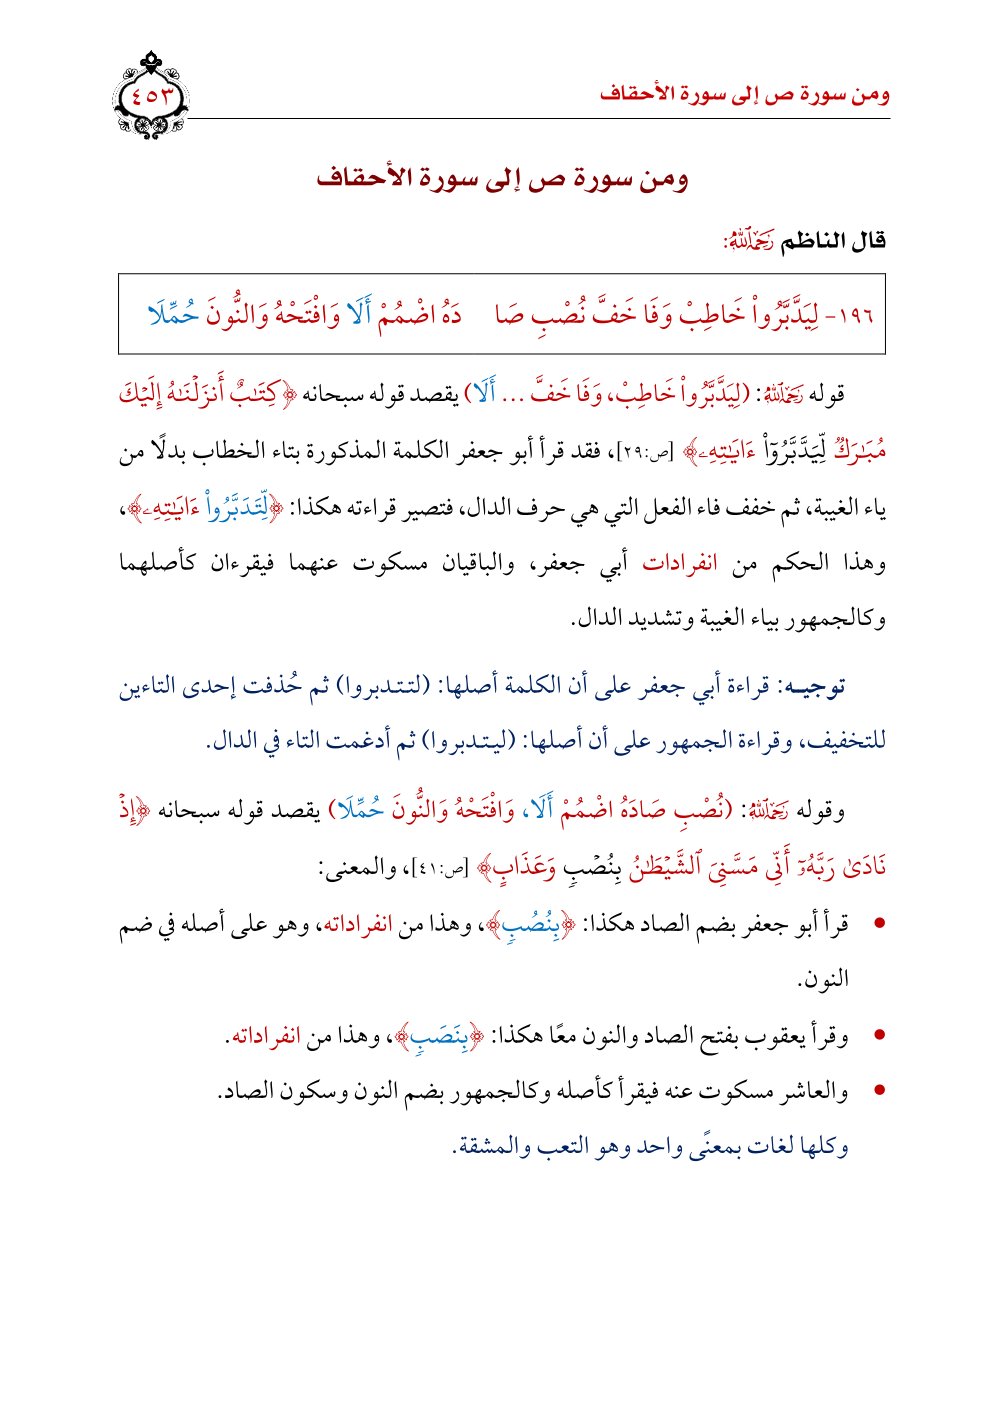 ومن سورة ص إلى سورة الأحقاف
٤٥٣
ومن سورة ص إلى سورة الأحقاف
قال الناظم رَحِمَهُ ٱللَّهُ:
١٩٦- لِيَدَّبَّرُواْ خَاطِبْ وَفَا خَفَّ نُصْبِ صَا دَهُ اضْمُمْ أَلَا وَافْتَحْهُ وَالنُّونَ حُمِّلَا
قوله رَحِمَهُ ٱللَّهُ: (لِيَدَّبَّرُواْ خَاطِبْ، وَفَا خَفَّ ... أَلَا) يقصد قوله سبحانه ﴿كِتَٰبٌ أَنزَلۡنَٰهُ إِلَيۡكَ
مُبَٰرَكٞ لِّيَدَّبَّرُوٓاْ ءَايَٰتِهِۦ﴾ [ص:٢٩]، فقد قرأ أبو جعفر الكلمة المذكورة بتاء الخطاب بدلًا من
ياء الغيبة، ثم خفف فاء الفعل التي هي حرف الدال، فتصير قراءته هكذا: ﴿لِّتَدَبَّرُواْ ءَايَٰتِهِۦ﴾،
وهذا الحكم من انفرادات أبي جعفر، والباقيان مسكوت عنهما فيقرءان كأصلهما
وكالجمهور بياء الغيبة وتشديد الدال.
توجيـه: قراءة أبي جعفر على أن الكلمة أصلها: (لتـتـدبروا) ثم حُذفت إحدى التاءين
للتخفيف، وقراءة الجمهور على أن أصلها: (ليـتـدبروا) ثم أدغمت التاء في الدال.
وقوله رَحِمَهُ ٱللَّهُ: (نُصْبِ صَادَهُ اضْمُمْ أَلَا، وَافْتَحْهُ وَالنُّونَ حُمِّلَا) يقصد قوله سبحانه ﴿إِذۡ
نَادَىٰ رَبَّهُۥٓ أَنِّي مَسَّنِيَ ٱلشَّيۡطَٰنُ بِنُصۡبٖ وَعَذَابٍ﴾ [ص:٤١]، والمعنى:
• قرأ أبو جعفر بضم الصاد هكذا: ﴿بِنُصُبٖ﴾، وهذا من انفراداته، وهو على أصله في ضم
النون.
• وقرأ يعقوب بفتح الصاد والنون معًا هكذا: ﴿بِنَصَبٖ﴾، وهذا من انفراداته.
• والعاشر مسكوت عنه فيقرأ كأصله وكالجمهور بضم النون وسكون الصاد.
وكلها لغات بمعنًى واحد وهو التعب والمشقة.